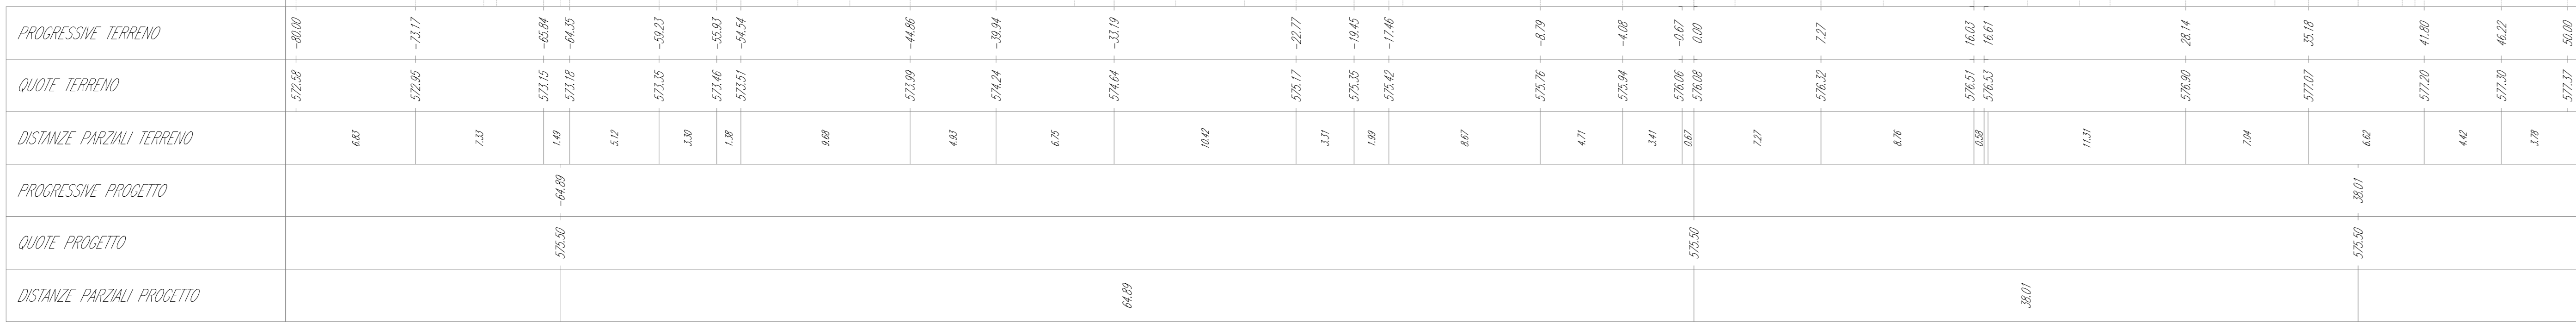 PROGRESSIVE TERRENO -80.00 -73.17 -65.84 -64.35 -59.23 -55.93 -54.54 -44.86 -39.94 -33.19 -22.77 -19.45 -17.46 -8.79 -4.08 -0.67 0.00 7.27 16.03 16.61 28.14 35.18 41.80 46.22 50.00
QUOTE TERRENO 572.58 572.95 573.15 573.18 573.35 573.46 573.51 573.99 574.24 574.64 575.17 575.35 575.42 575.76 575.94 576.06 576.08 576.32 576.51 576.53 576.90 577.07 577.20 577.30 577.37
DISTANZE PARZIALI TERRENO 6.83 7.33 1.49 5.12 3.30 1.38 9.68 4.93 6.75 10.42 3.31 1.99 8.67 4.71 3.41 0.67 7.27 8.76 0.58 11.31 7.04 6.62 4.42 3.78
PROGRESSIVE PROGETTO -64.89 38.01
QUOTE PROGETTO 575.50 575.50 575.50
DISTANZE PARZIALI PROGETTO 64.89 38.01